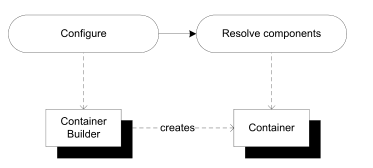 Configure
Resolve components
Container
Builder
creates
Container